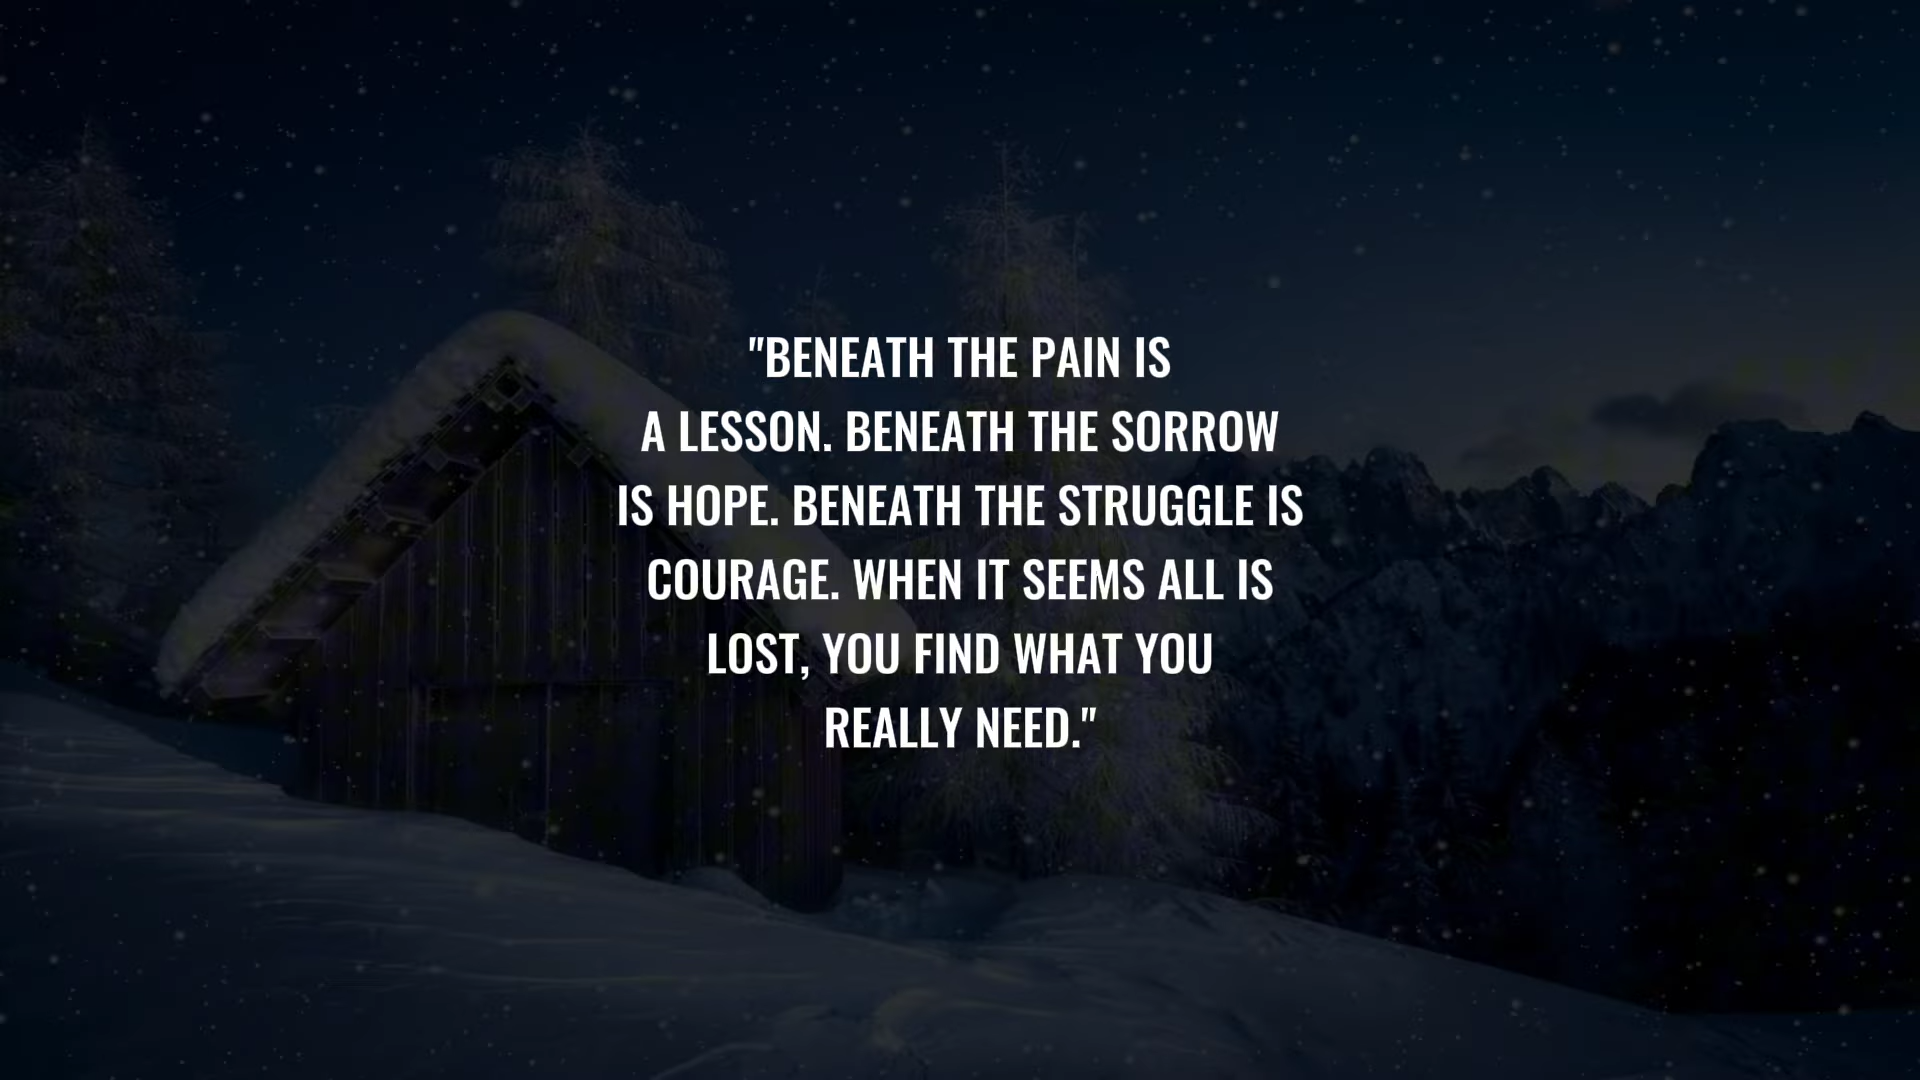 "BENEATH THE PAIN IS
A LESSON. BENEATH THE SORROW
IS HOPE. BENEATH THE STRUGGLE IS
COURAGE. WHEN IT SEEMS ALL IS
LOST, YOU FIND WHAT YOU
REALLY NEED."